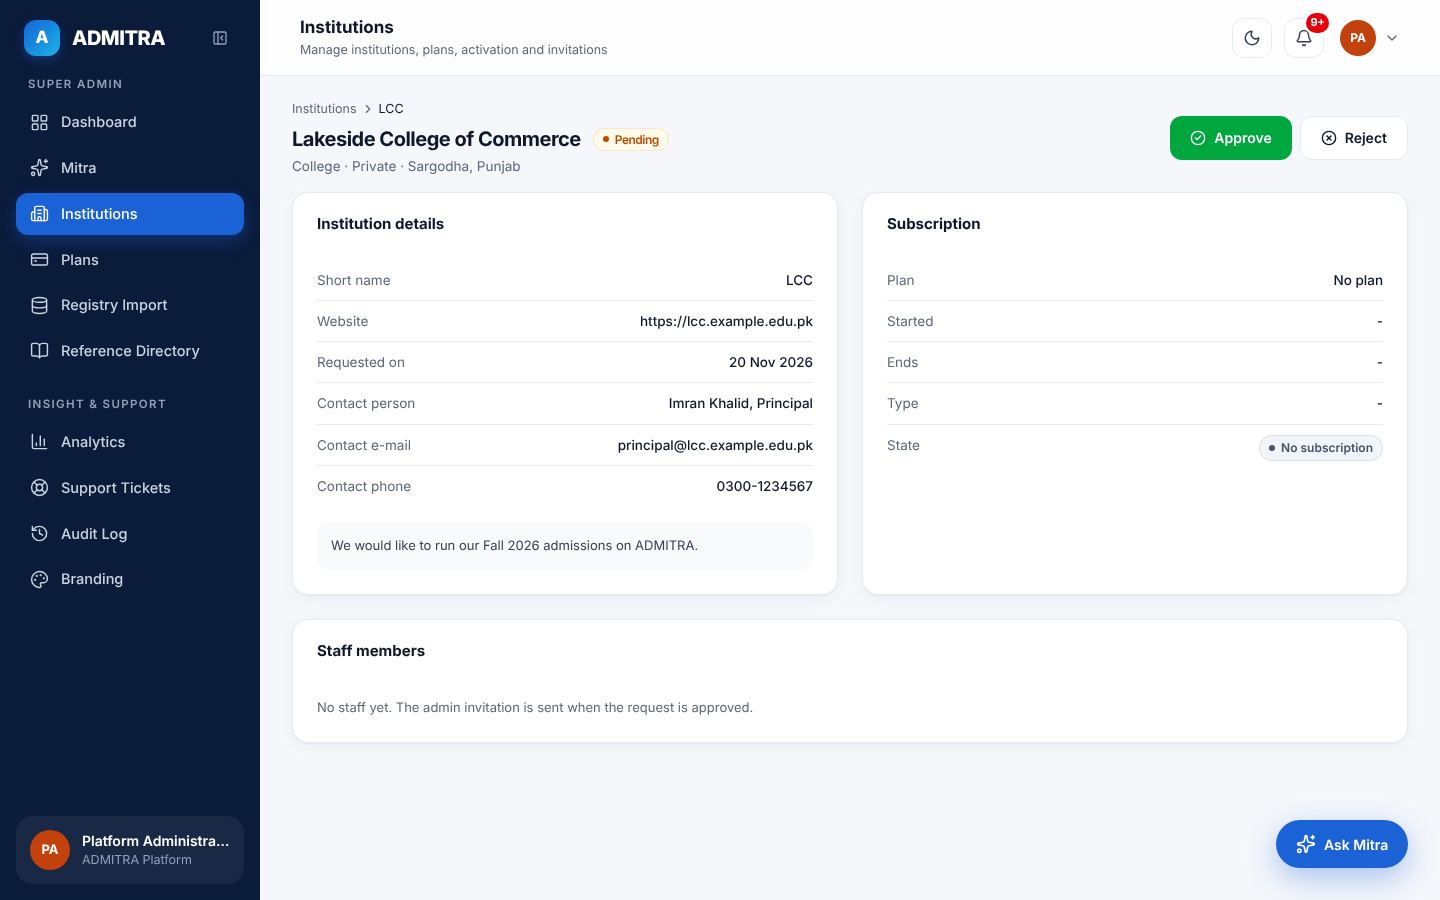 A ADMITRA
SUPER ADMIN
Dashboard
Mitra
Institutions
Plans
Registry Import
Reference Directory
INSIGHT & SUPPORT
Analytics
Support Tickets
Audit Log
Branding
PA Platform Administra...
ADMITRA Platform
Institutions
Manage institutions, plans, activation and invitations
9+
PA
Institutions > LCC
Lakeside College of Commerce Pending
College · Private · Sargodha, Punjab
Approve Reject
Institution details
Short name LCC
Website https://lcc.example.edu.pk
Requested on 20 Nov 2026
Contact person Imran Khalid, Principal
Contact e-mail principal@lcc.example.edu.pk
Contact phone 0300-1234567
We would like to run our Fall 2026 admissions on ADMITRA.
Subscription
Plan No plan
Started -
Ends -
Type -
State No subscription
Staff members
No staff yet. The admin invitation is sent when the request is approved.
Ask Mitra